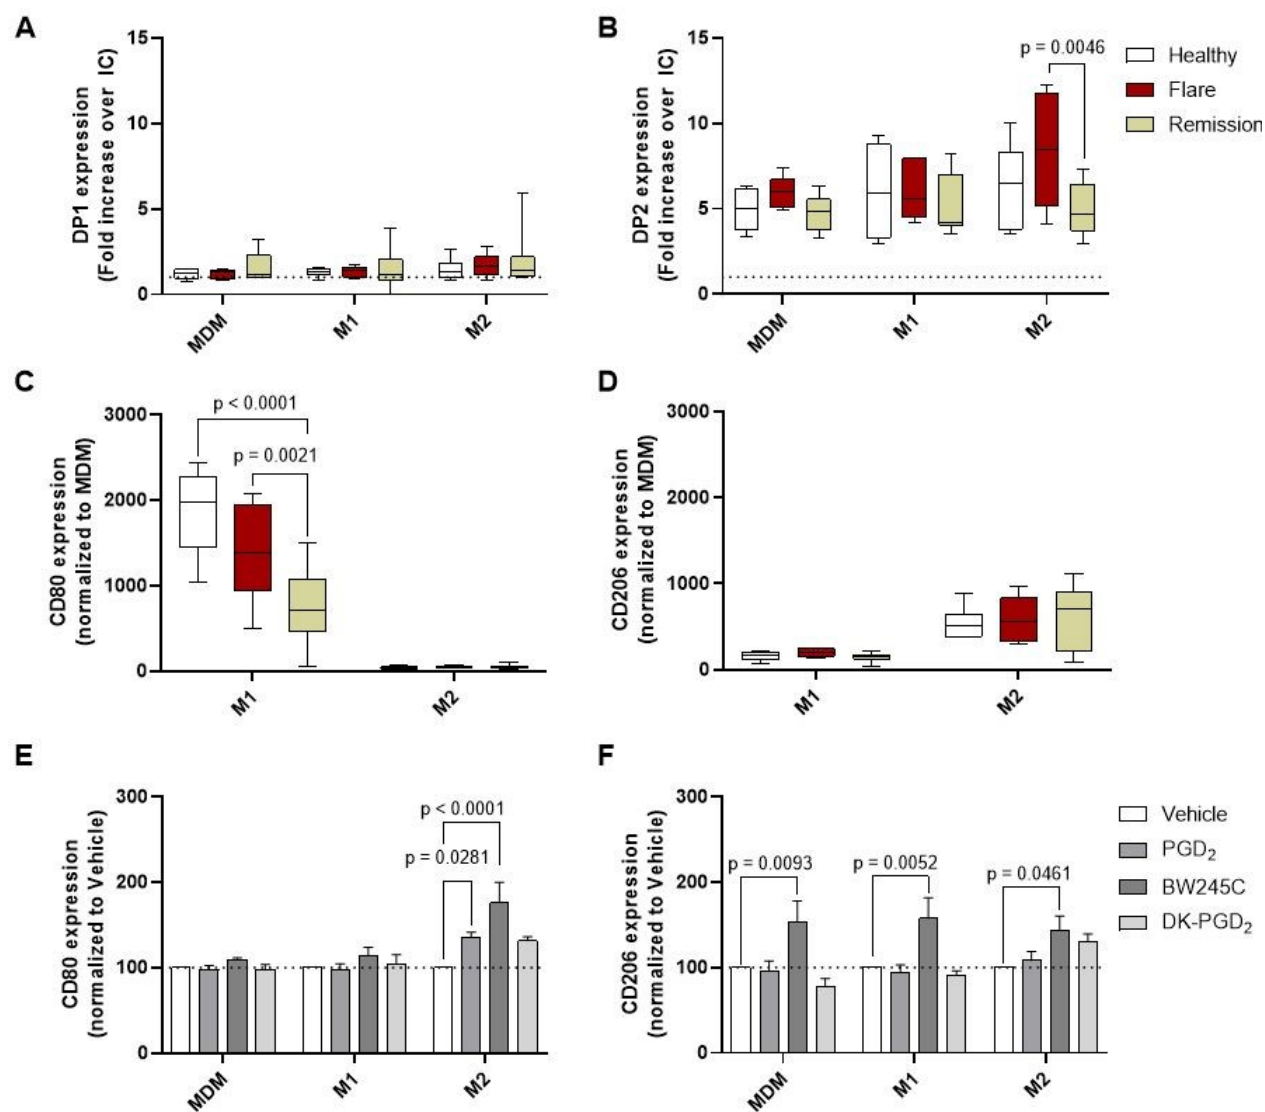 A
DP1 expression
(Fold increase over IC)
15
10
5
0
MDM
M1
M2
B
DP2 expression
(Fold increase over IC)
15
10
5
0
p = 0.0046
MDM
M1
M2
Healthy
Flare
Remission
C
CD80 expression
(normalized to MDM)
3000
2000
1000
0
p < 0.0001
p = 0.0021
M1
M2
D
CD206 expression
(normalized to MDM)
3000
2000
1000
0
M1
M2
E
CD80 expression
(normalized to Vehicle)
300
200
100
0
p < 0.0001
p = 0.0281
MDM
M1
M2
F
CD206 expression
(normalized to Vehicle)
300
200
100
0
p = 0.0093
p = 0.0052
p = 0.0461
MDM
M1
M2
Vehicle
PGD₂
BW245C
DK-PGD₂